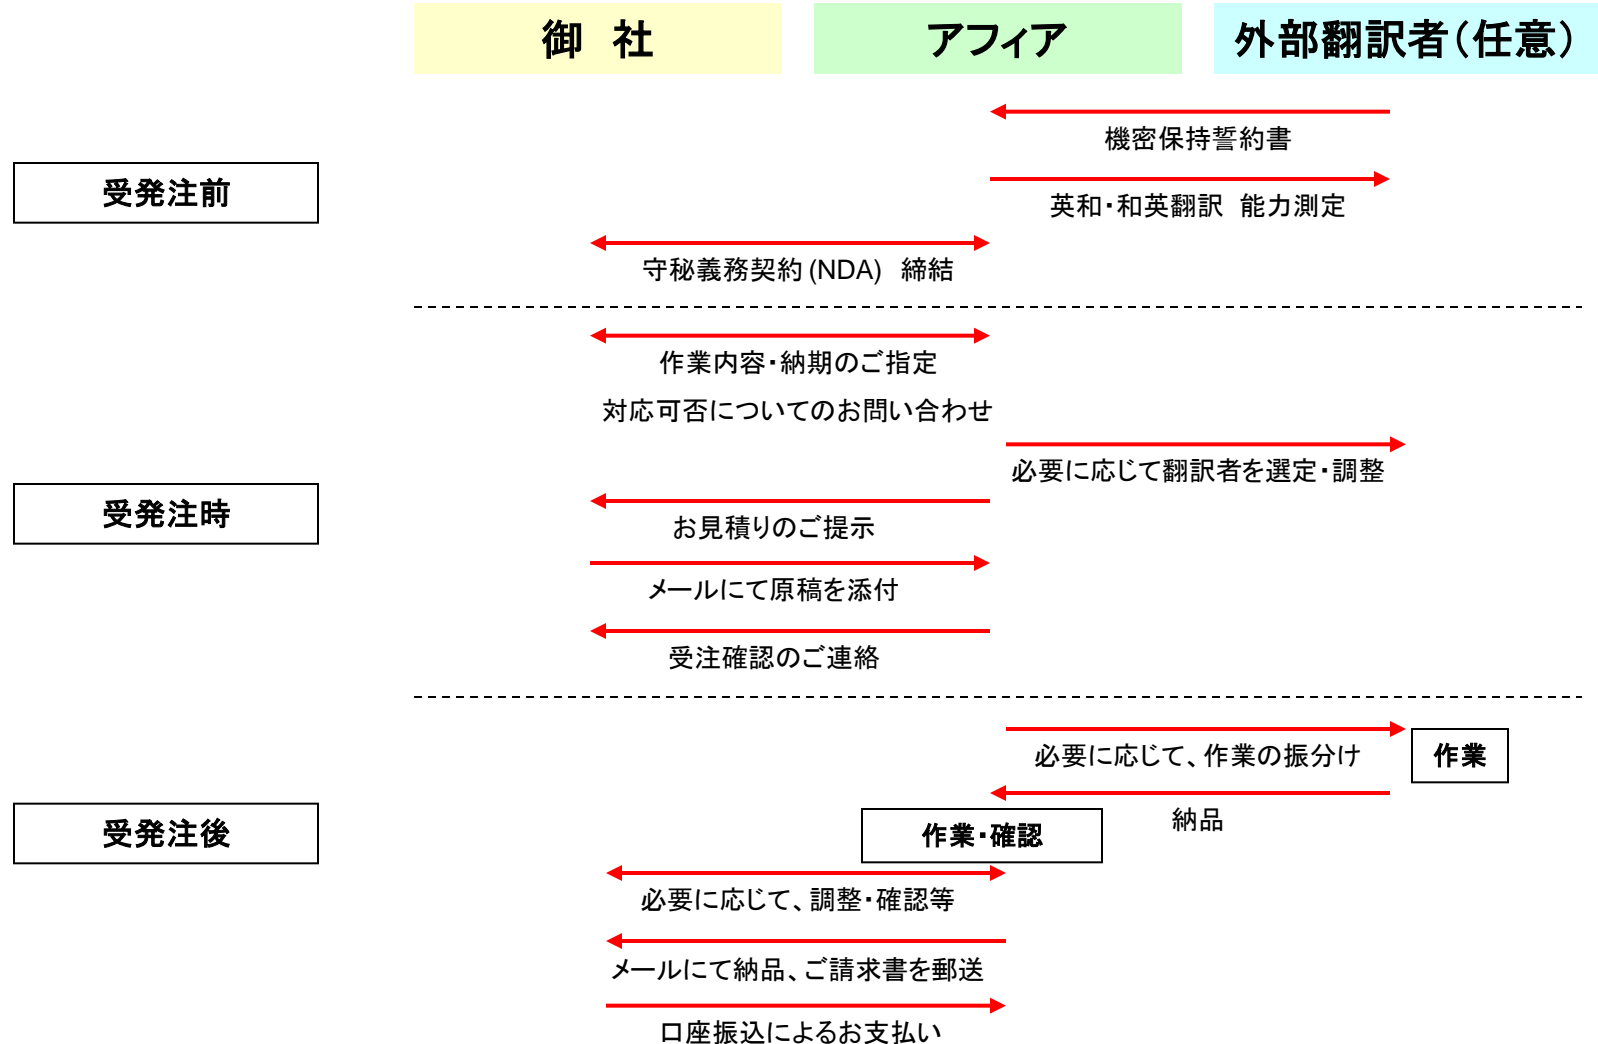 御　社
アフィア
外部翻訳者（任意）
機密保持誓約書
受発注前
英和・和英翻訳　能力測定
守秘義務契約 (NDA)　締結
作業内容・納期のご指定
対応可否についてのお問い合わせ
必要に応じて翻訳者を選定・調整
受発注時
お見積りのご提示
メールにて原稿を添付
受注確認のご連絡
必要に応じて、作業の振分け
作業
納品
受発注後
作業・確認
必要に応じて、調整・確認等
メールにて納品、ご請求書を郵送
口座振込によるお支払い